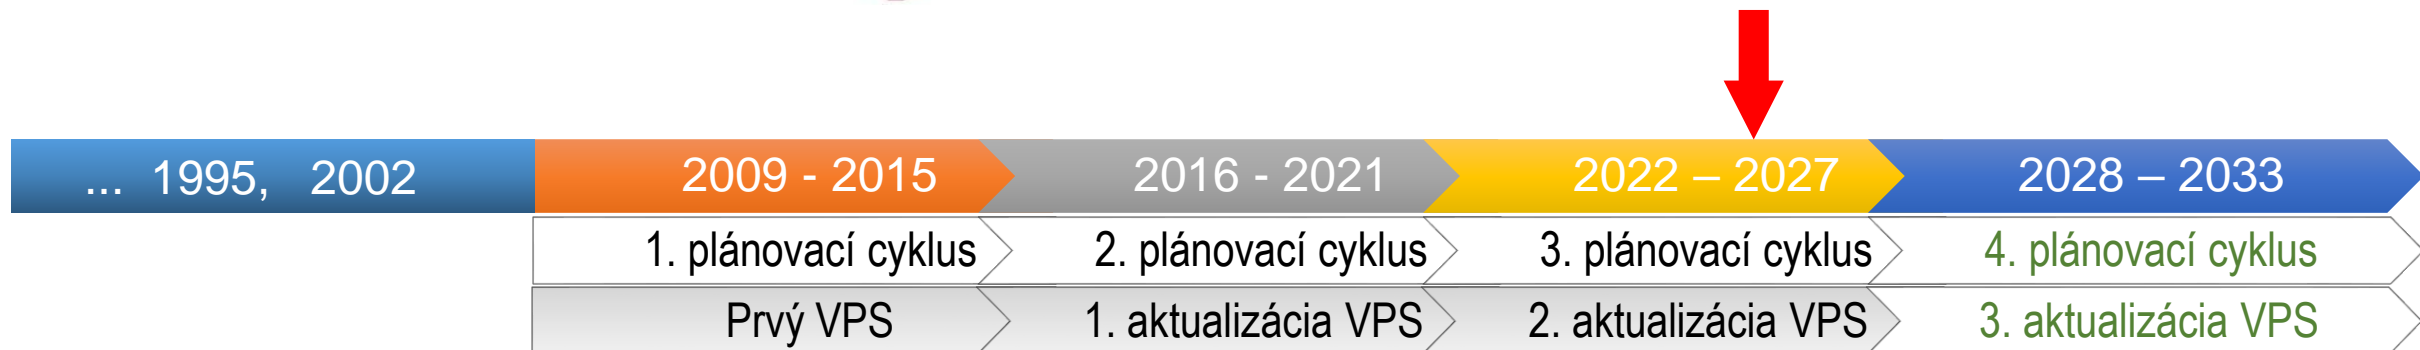 ... 1995, 2002 2009 - 2015 2016 - 2021 2022 – 2027 2028 – 2033
1. plánovací cyklus 2. plánovací cyklus 3. plánovací cyklus 4. plánovací cyklus
Prvý VPS 1. aktualizácia VPS 2. aktualizácia VPS 3. aktualizácia VPS